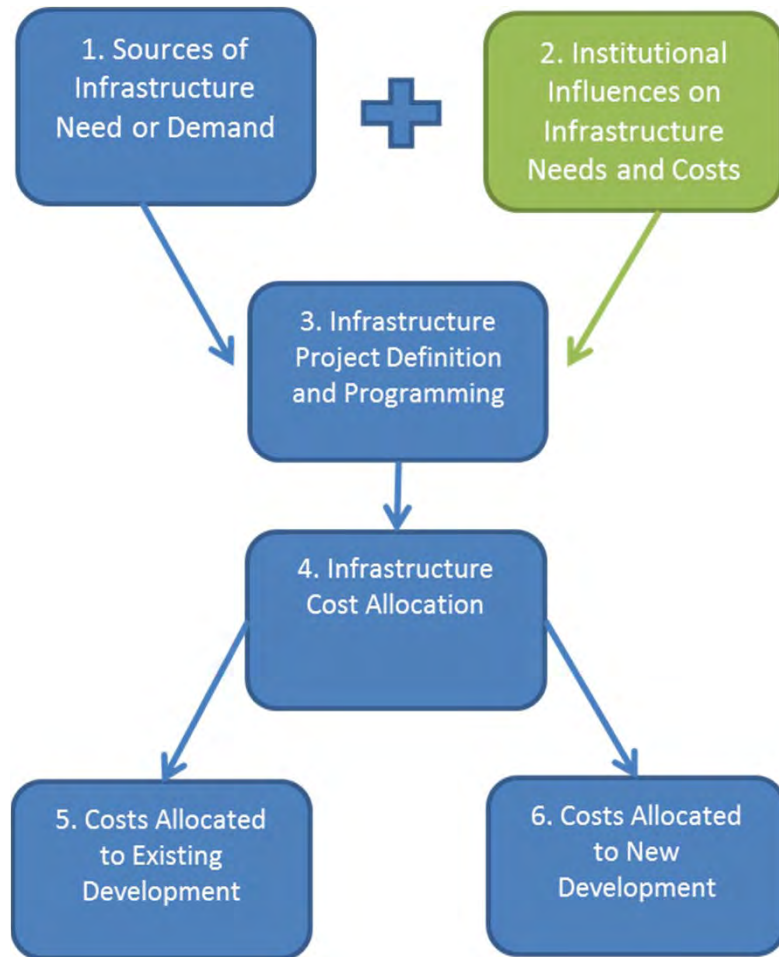 1. Sources of
Infrastructure
Need or Demand
2. Institutional
Influences on
Infrastructure
Needs and Costs
3. Infrastructure
Project Definition
and Programming
4. Infrastructure
Cost Allocation
5. Costs Allocated
to Existing
Development
6. Costs Allocated
to New
Development